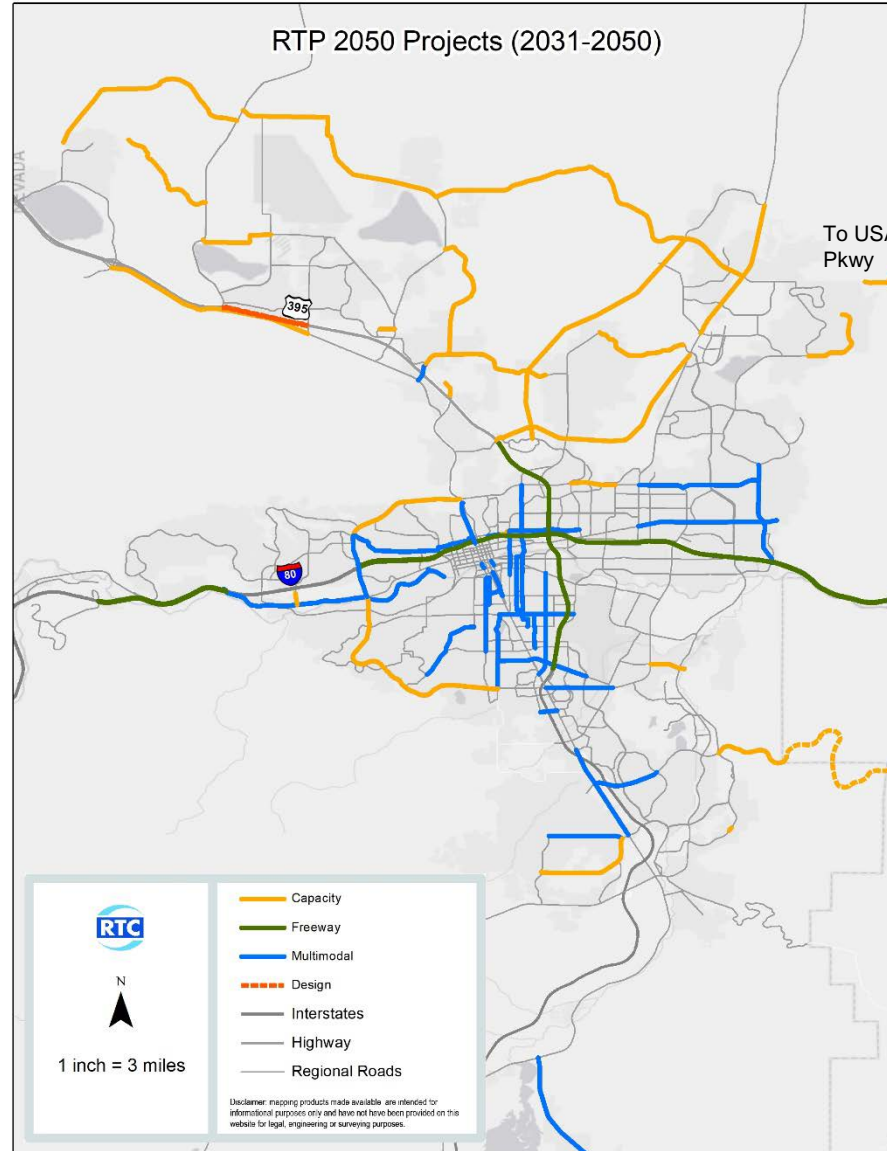 RTP 2050 Projects (2031-2050)
NEVADA
To USA
Pkwy
395
80
RTC
N
1 inch = 3 miles
Capacity
Freeway
Multimodal
Design
Interstates
Highway
Regional Roads
Disclaimer: mapping products made available are intended for
informational purposes only and have not have been provided on this
website for legal, engineering or surveying purposes.